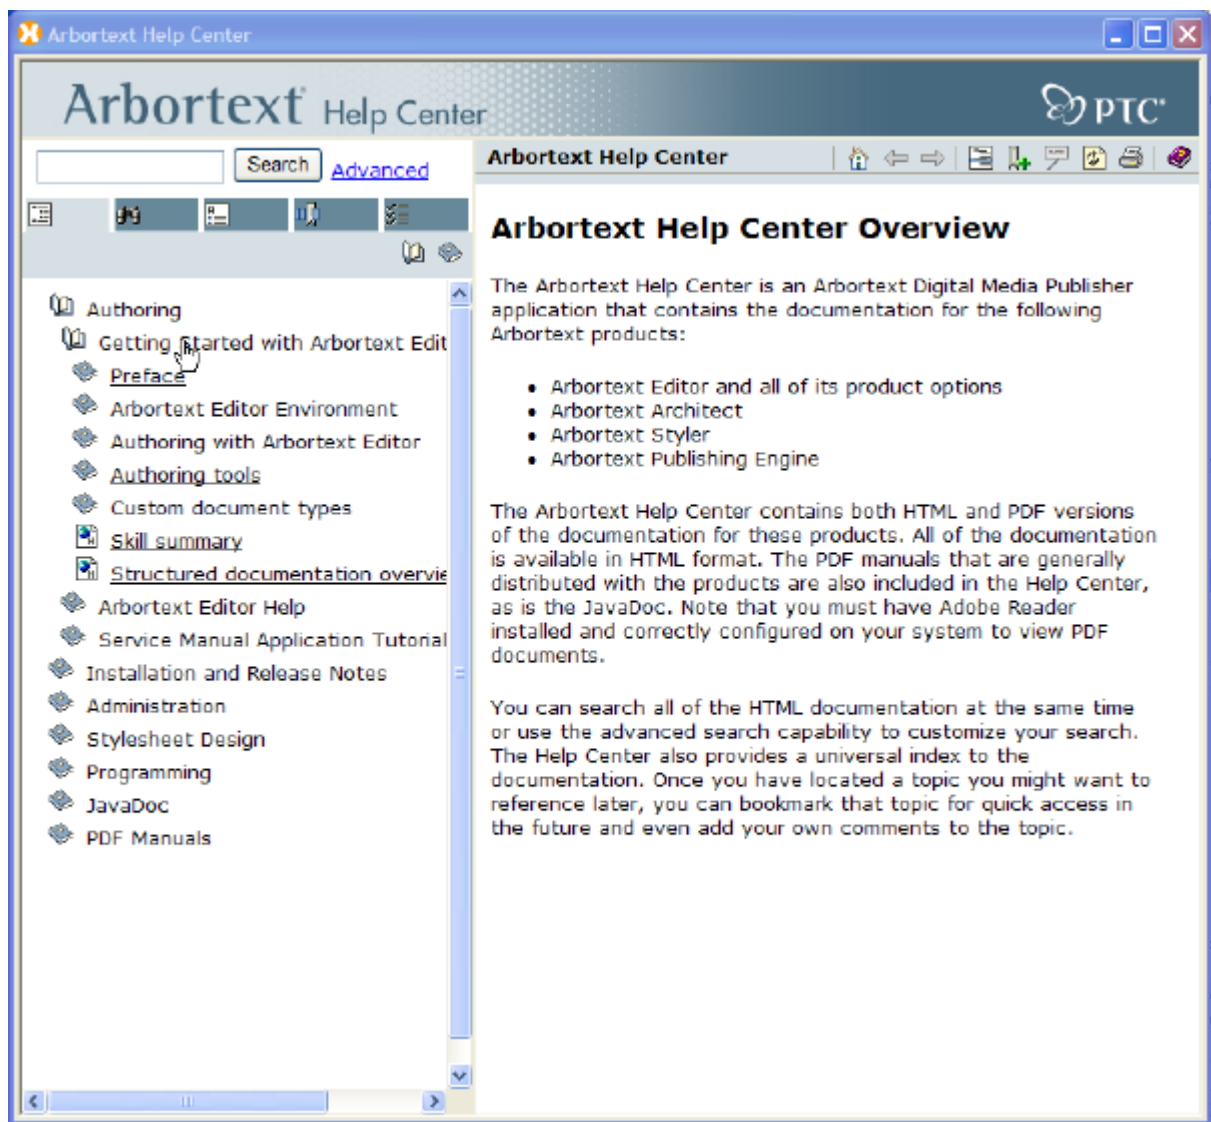 Arbortext Help Center
Arbortext Help Center
PTC
Search
Advanced
Authoring
Getting Started with Arbortext Edit
Preface
Arbortext Editor Environment
Authoring with Arbortext Editor
Authoring tools
Custom document types
Skill summary
Structured documentation overvie
Arbortext Editor Help
Service Manual Application Tutorial
Installation and Release Notes
Administration
Stylesheet Design
Programming
JavaDoc
PDF Manuals
Arbortext Help Center
Arbortext Help Center Overview
The Arbortext Help Center is an Arbortext Digital Media Publisher
application that contains the documentation for the following
Arbortext products:
• Arbortext Editor and all of its product options
• Arbortext Architect
• Arbortext Styler
• Arbortext Publishing Engine
The Arbortext Help Center contains both HTML and PDF versions
of the documentation for these products. All of the documentation
is available in HTML format. The PDF manuals that are generally
distributed with the products are also included in the Help Center,
as is the JavaDoc. Note that you must have Adobe Reader
installed and correctly configured on your system to view PDF
documents.
You can search all of the HTML documentation at the same time
or use the advanced search capability to customize your search.
The Help Center also provides a universal index to the
documentation. Once you have located a topic you might want to
reference later, you can bookmark that topic for quick access in
the future and even add your own comments to the topic.